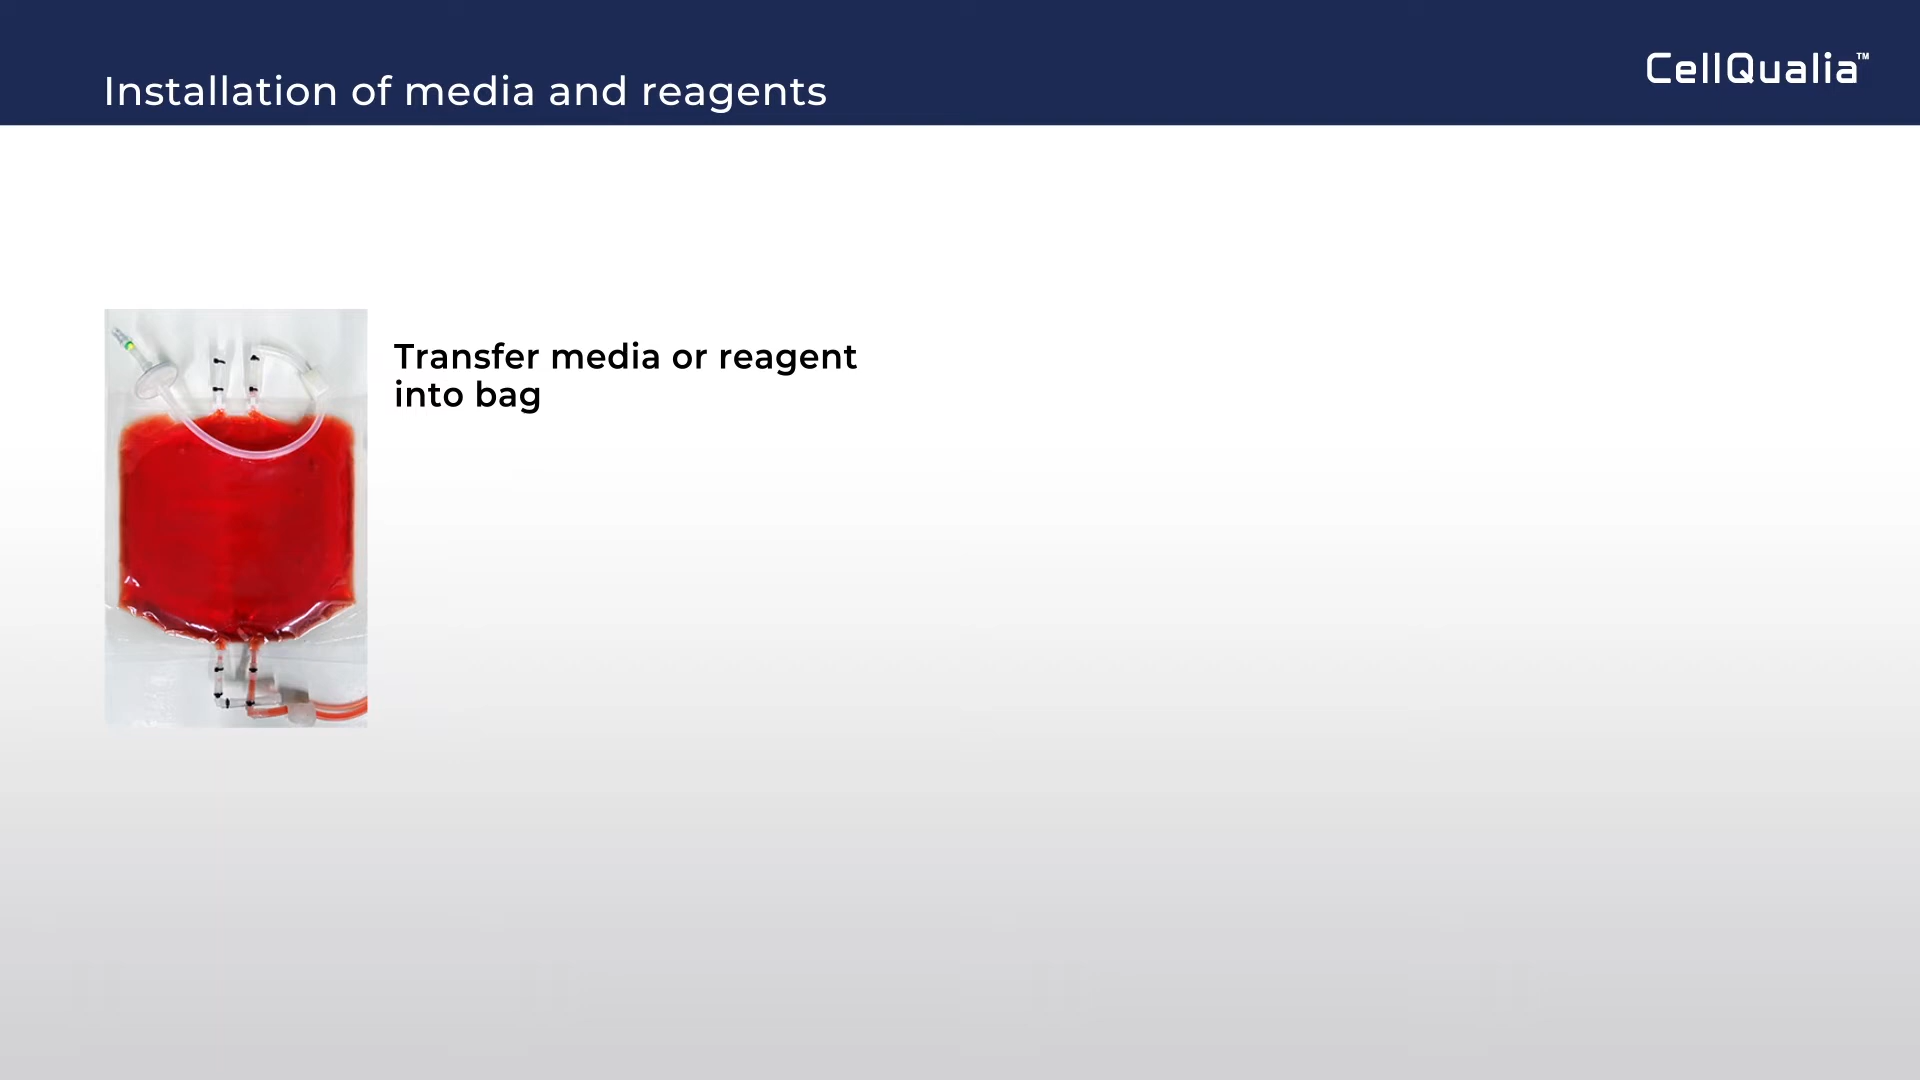 Installation of media and reagents
CellQualia™
Transfer media or reagent
into bag